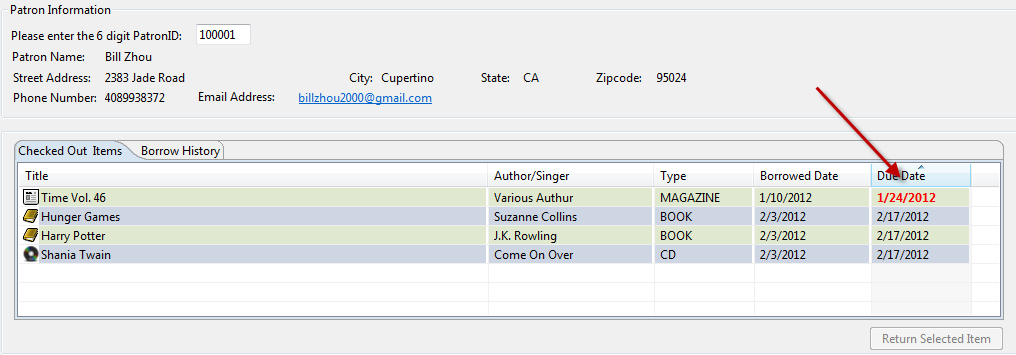 Patron Information
Please enter the 6 digit PatronID: 100001
Patron Name: Bill Zhou
Street Address: 2383 Jade Road City: Cupertino State: CA Zipcode: 95024
Phone Number: 4089938372 Email Address: billzhou2000@gmail.com
Checked Out Items Borrow History
Title Author/Singer Type Borrowed Date Due Date
Time Vol. 46 Various Authur MAGAZINE 1/10/2012 1/24/2012
Hunger Games Suzanne Collins BOOK 2/3/2012 2/17/2012
Harry Potter J.K. Rowling BOOK 2/3/2012 2/17/2012
Shania Twain Come On Over CD 2/3/2012 2/17/2012
Return Selected Item